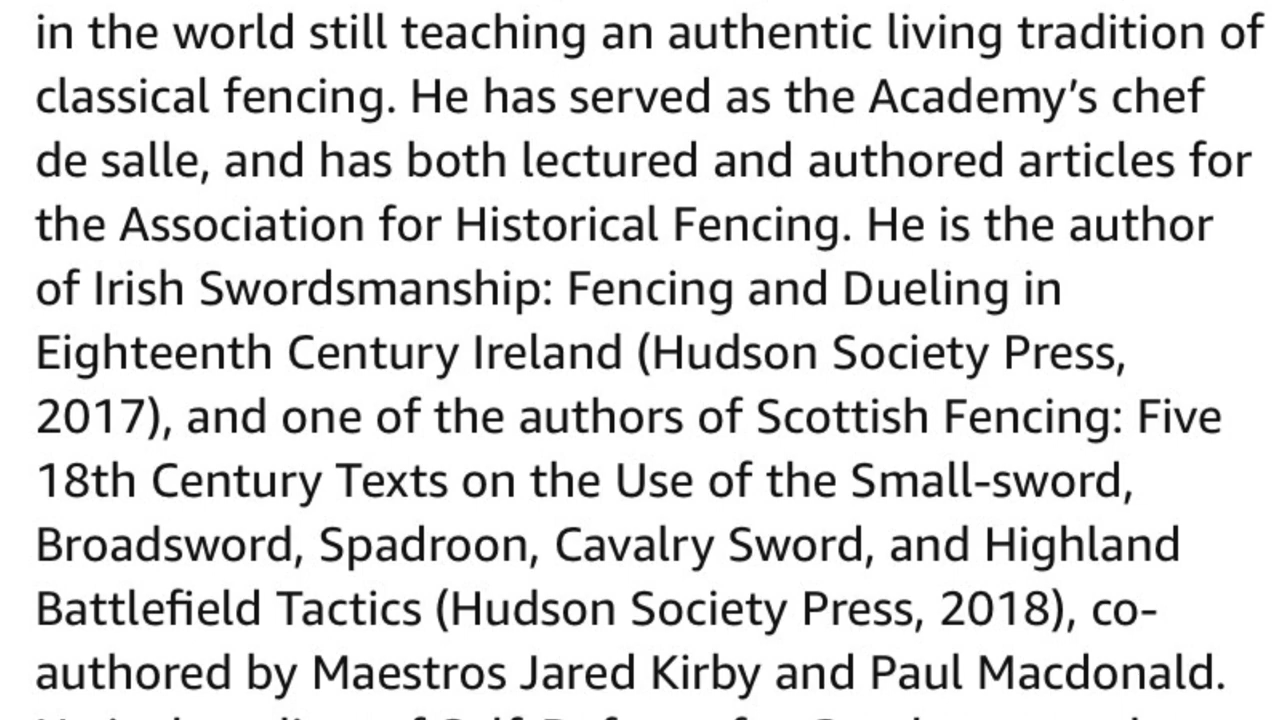 in the world still teaching an authentic living tradition of
classical fencing. He has served as the Academy’s chef
de salle, and has both lectured and authored articles for
the Association for Historical Fencing. He is the author
of Irish Swordsmanship: Fencing and Dueling in
Eighteenth Century Ireland (Hudson Society Press,
2017), and one of the authors of Scottish Fencing: Five
18th Century Texts on the Use of the Small-sword,
Broadsword, Spadroon, Cavalry Sword, and Highland
Battlefield Tactics (Hudson Society Press, 2018), co-
authored by Maestros Jared Kirby and Paul Macdonald.